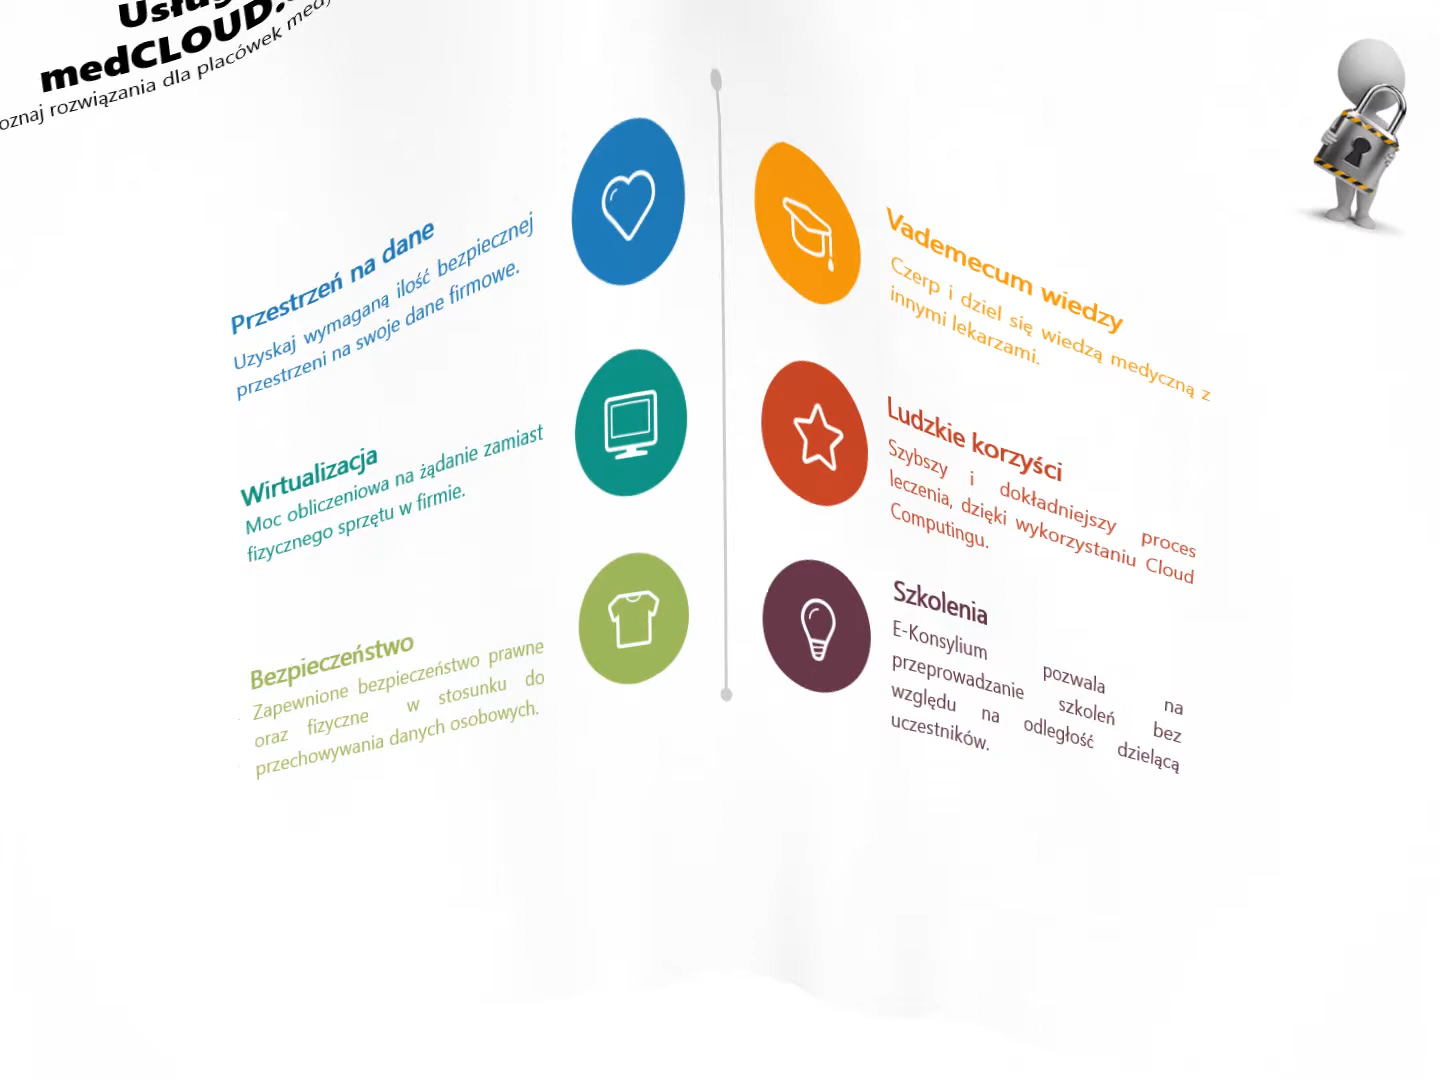 medCLOUD.
rozwiązania dla placówek
Przestrzeń na dane
Uzyskaj wymaganą ilość bezpiecznej
przestrzeni na swoje dane firmowe.
Wirtualizacja
Moc obliczeniowa na żądanie zamiast
fizycznego sprzętu w firmie.
Bezpieczeństwo
Zapewnione bezpieczeństwo prawne
oraz fizyczne w stosunku do
przechowywania danych osobowych.
Vademecum wiedzy
Czerp i dziel się wiedzą medyczną z
innymi lekarzami.
Ludzkie korzyści
Szybszy i dokładniejszy proces
leczenia, dzięki wykorzystaniu Cloud
Computingu.
Szkolenia
E-Konsylium pozwala na
przeprowadzanie szkoleń bez
względu na odległość dzielącą
uczestników.